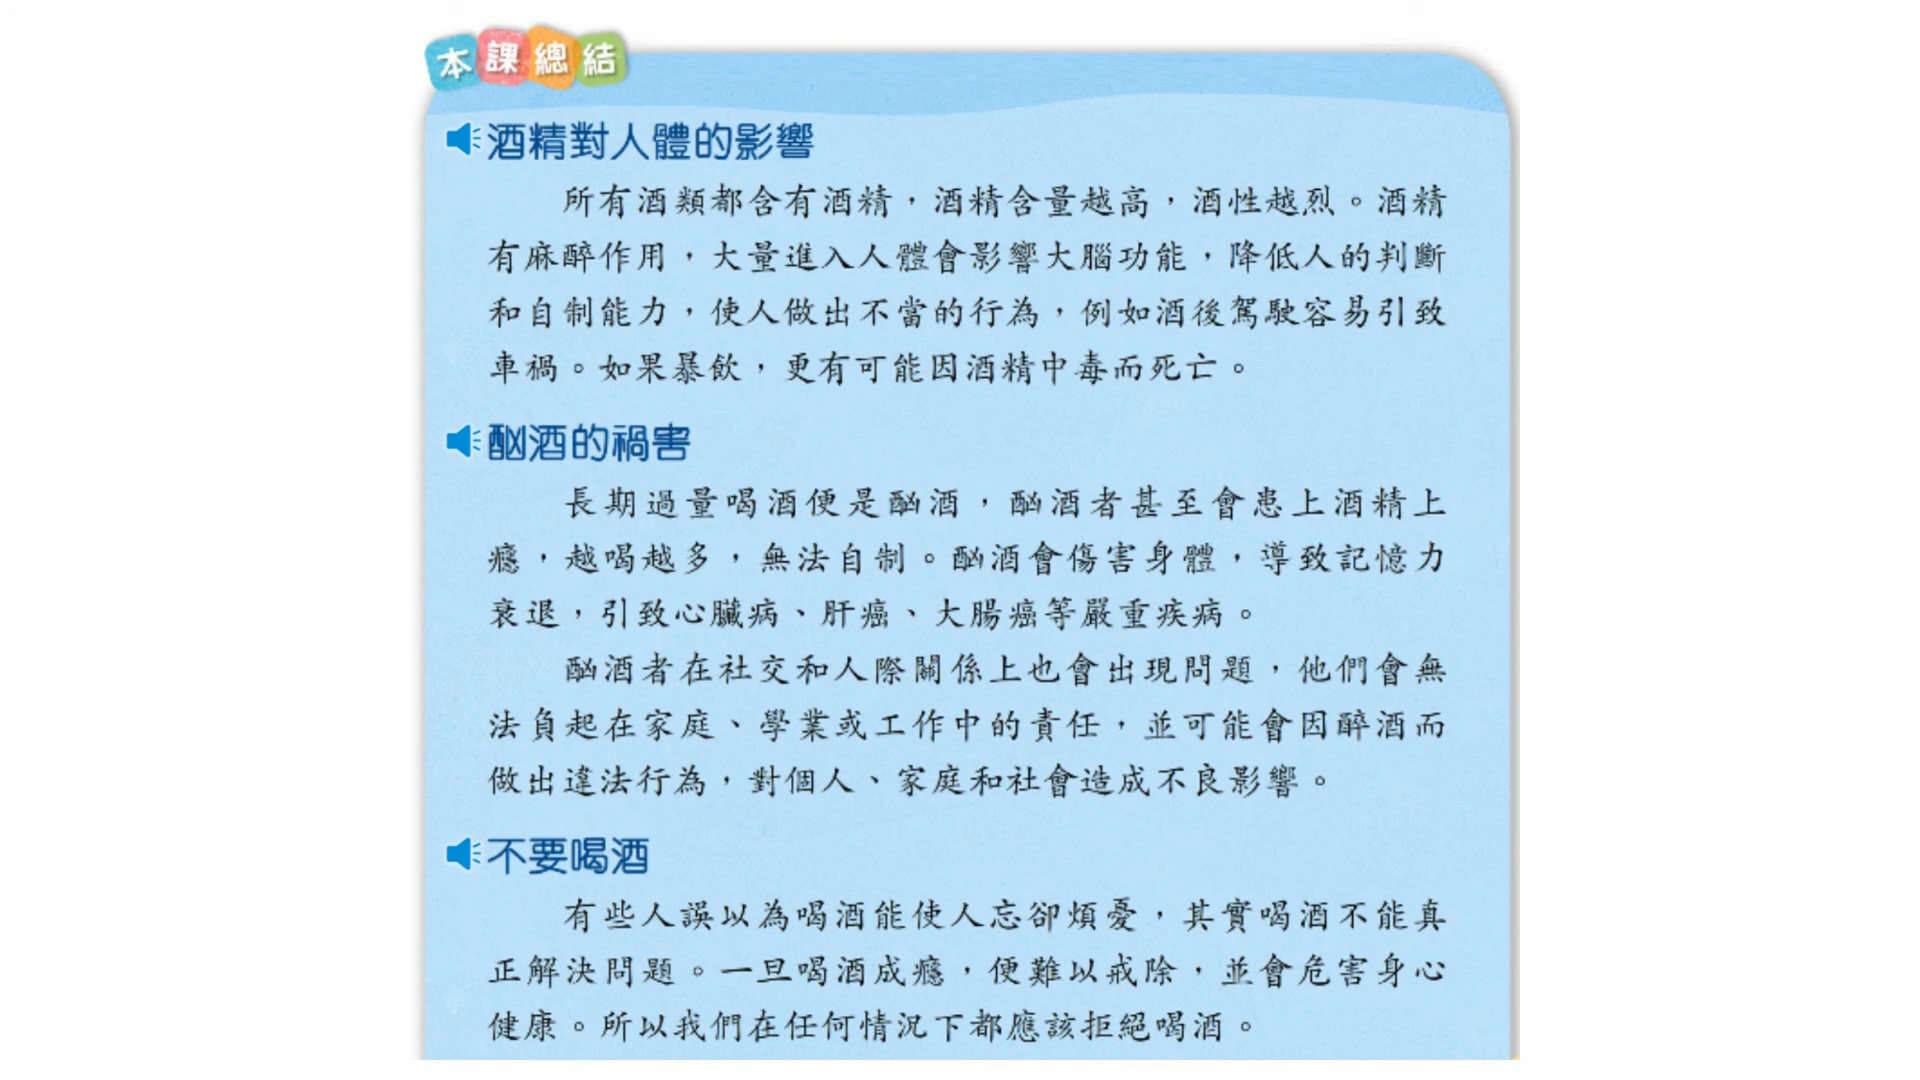 本課總結
酒精對人體的影響
所有酒類都含有酒精，酒精含量越高，酒性越烈。酒精
有麻醉作用，大量進入人體會影響大腦功能，降低人的判斷
和自制能力，使人做出不當的行為，例如酒後駕駛容易引致
車禍。如果暴飲，更有可能因酒精中毒而死亡。
酗酒的禍害
長期過量喝酒便是酗酒，酗酒者甚至會患上酒精上
癮，越喝越多，無法自制。酗酒會傷害身體，導致記憶力
衰退，引致心臟病、肝癌、大腸癌等嚴重疾病。
酗酒者在社交和人際關係上也會出現問題，他們會無
法負起在家庭、學業或工作中的責任，並可能會因醉酒而
做出違法行為，對個人、家庭和社會造成不良影響。
不要喝酒
有些人誤以為喝酒能使人忘卻煩憂，其實喝酒不能真
正解決問題。一旦喝酒成癮，便難以戒除，並會危害身心
健康。所以我們在任何情況下都應該拒絕喝酒。